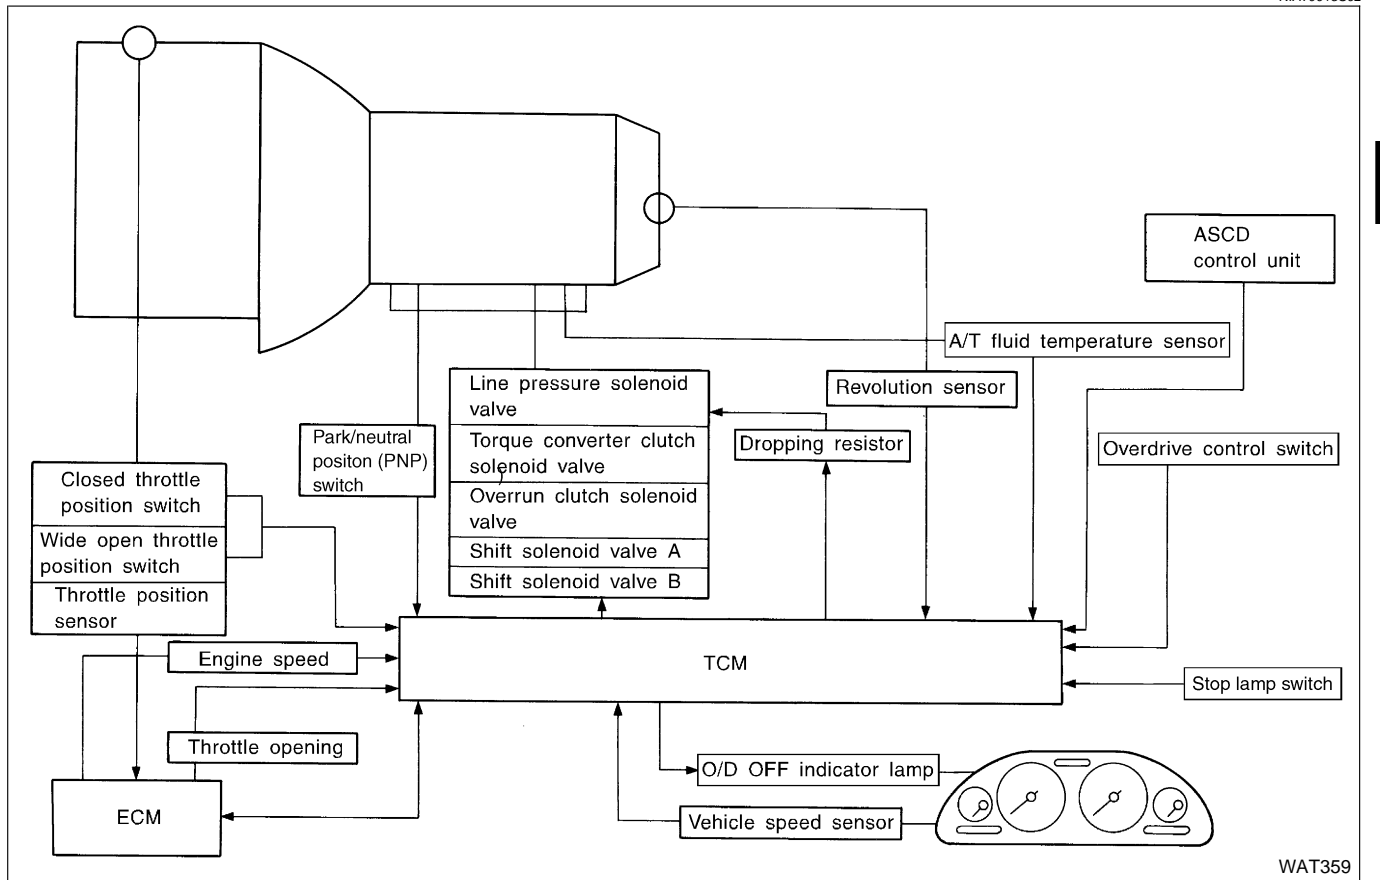 ASCD
control unit
A/T fluid temperature sensor
Line pressure solenoid
valve
Revolution sensor
Torque converter clutch
solenoid valve
Dropping resistor
Park/neutral
positon (PNP)
switch
Overdrive control switch
Closed throttle
position switch
Overrun clutch solenoid
valve
Wide open throttle
position switch
Shift solenoid valve A
Shift solenoid valve B
Throttle position
sensor
Engine speed
TCM
Stop lamp switch
Throttle opening
O/D OFF indicator lamp
ECM
Vehicle speed sensor
WAT359